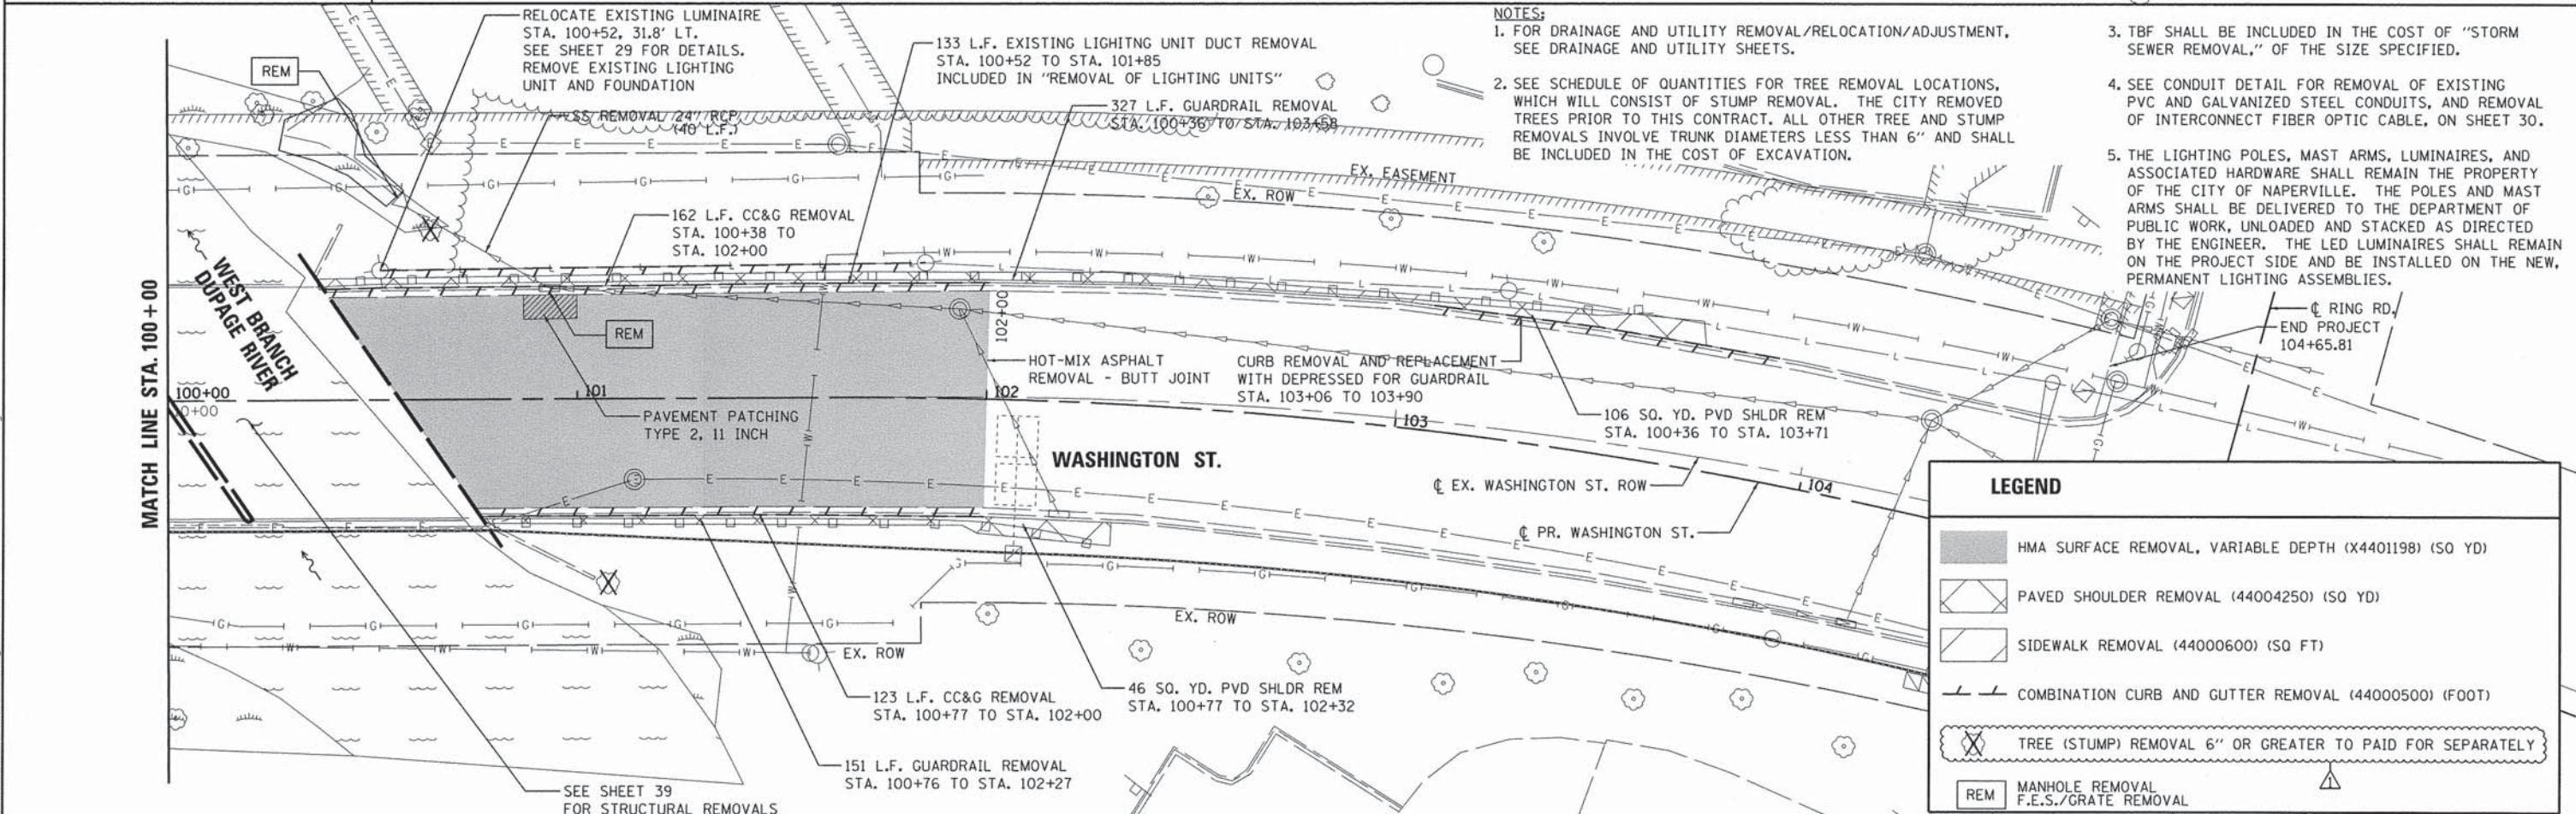 RELOCATE EXISTING LUMINAIRE
STA. 100+52, 31.8' LT.
SEE SHEET 29 FOR DETAILS.
REMOVE EXISTING LIGHTING
UNIT AND FOUNDATION
REM
SS REMOVAL 24" RCP
(40 L.F.)
133 L.F. EXISTING LIGHITNG UNIT DUCT REMOVAL
STA. 100+52 TO STA. 101+85
INCLUDED IN "REMOVAL OF LIGHTING UNITS"
327 L.F. GUARDRAIL REMOVAL
STA. 100+36 TO STA. 103+58
162 L.F. CC&G REMOVAL
STA. 100+38 TO
STA. 102+00
NOTES:
1. FOR DRAINAGE AND UTILITY REMOVAL/RELOCATION/ADJUSTMENT,
SEE DRAINAGE AND UTILITY SHEETS.
2. SEE SCHEDULE OF QUANTITIES FOR TREE REMOVAL LOCATIONS,
WHICH WILL CONSIST OF STUMP REMOVAL. THE CITY REMOVED
TREES PRIOR TO THIS CONTRACT. ALL OTHER TREE AND STUMP
REMOVALS INVOLVE TRUNK DIAMETERS LESS THAN 6" AND SHALL
BE INCLUDED IN THE COST OF EXCAVATION.
3. TBF SHALL BE INCLUDED IN THE COST OF "STORM
SEWER REMOVAL," OF THE SIZE SPECIFIED.
4. SEE CONDUIT DETAIL FOR REMOVAL OF EXISTING
PVC AND GALVANIZED STEEL CONDUITS, AND REMOVAL
OF INTERCONNECT FIBER OPTIC CABLE, ON SHEET 30.
5. THE LIGHTING POLES, MAST ARMS, LUMINAIRES, AND
ASSOCIATED HARDWARE SHALL REMAIN THE PROPERTY
OF THE CITY OF NAPERVILLE. THE POLES AND MAST
ARMS SHALL BE DELIVERED TO THE DEPARTMENT OF
PUBLIC WORK, UNLOADED AND STACKED AS DIRECTED
BY THE ENGINEER. THE LED LUMINAIRES SHALL REMAIN
ON THE PROJECT SIDE AND BE INSTALLED ON THE NEW,
PERMANENT LIGHTING ASSEMBLIES.
EX. EASEMENT
EX. ROW
MATCH LINE STA. 100+00
WEST BRANCH
DUPAGE RIVER
REM
102+00
100+00
10+00
101
102
103
104
PAVEMENT PATCHING
TYPE 2, 11 INCH
HOT-MIX ASPHALT
REMOVAL - BUTT JOINT
CURB REMOVAL AND REPLACEMENT
WITH DEPRESSED FOR GUARDRAIL
STA. 103+06 TO 103+90
106 SQ. YD. PVD SHLDR REM
STA. 100+36 TO STA. 103+71
℄ RING RD.
END PROJECT
104+65.81
WASHINGTON ST.
℄ EX. WASHINGTON ST. ROW
℄ PR. WASHINGTON ST.
EX. ROW
EX. ROW
123 L.F. CC&G REMOVAL
STA. 100+77 TO STA. 102+00
46 SQ. YD. PVD SHLDR REM
STA. 100+77 TO STA. 102+32
151 L.F. GUARDRAIL REMOVAL
STA. 100+76 TO STA. 102+27
SEE SHEET 39
FOR STRUCTURAL REMOVALS
LEGEND
HMA SURFACE REMOVAL, VARIABLE DEPTH (X4401198) (SQ YD)
PAVED SHOULDER REMOVAL (44004250) (SQ YD)
SIDEWALK REMOVAL (44000600) (SQ FT)
COMBINATION CURB AND GUTTER REMOVAL (44000500) (FOOT)
TREE (STUMP) REMOVAL 6" OR GREATER TO PAID FOR SEPARATELY
1
REM
MANHOLE REMOVAL
F.E.S./GRATE REMOVAL